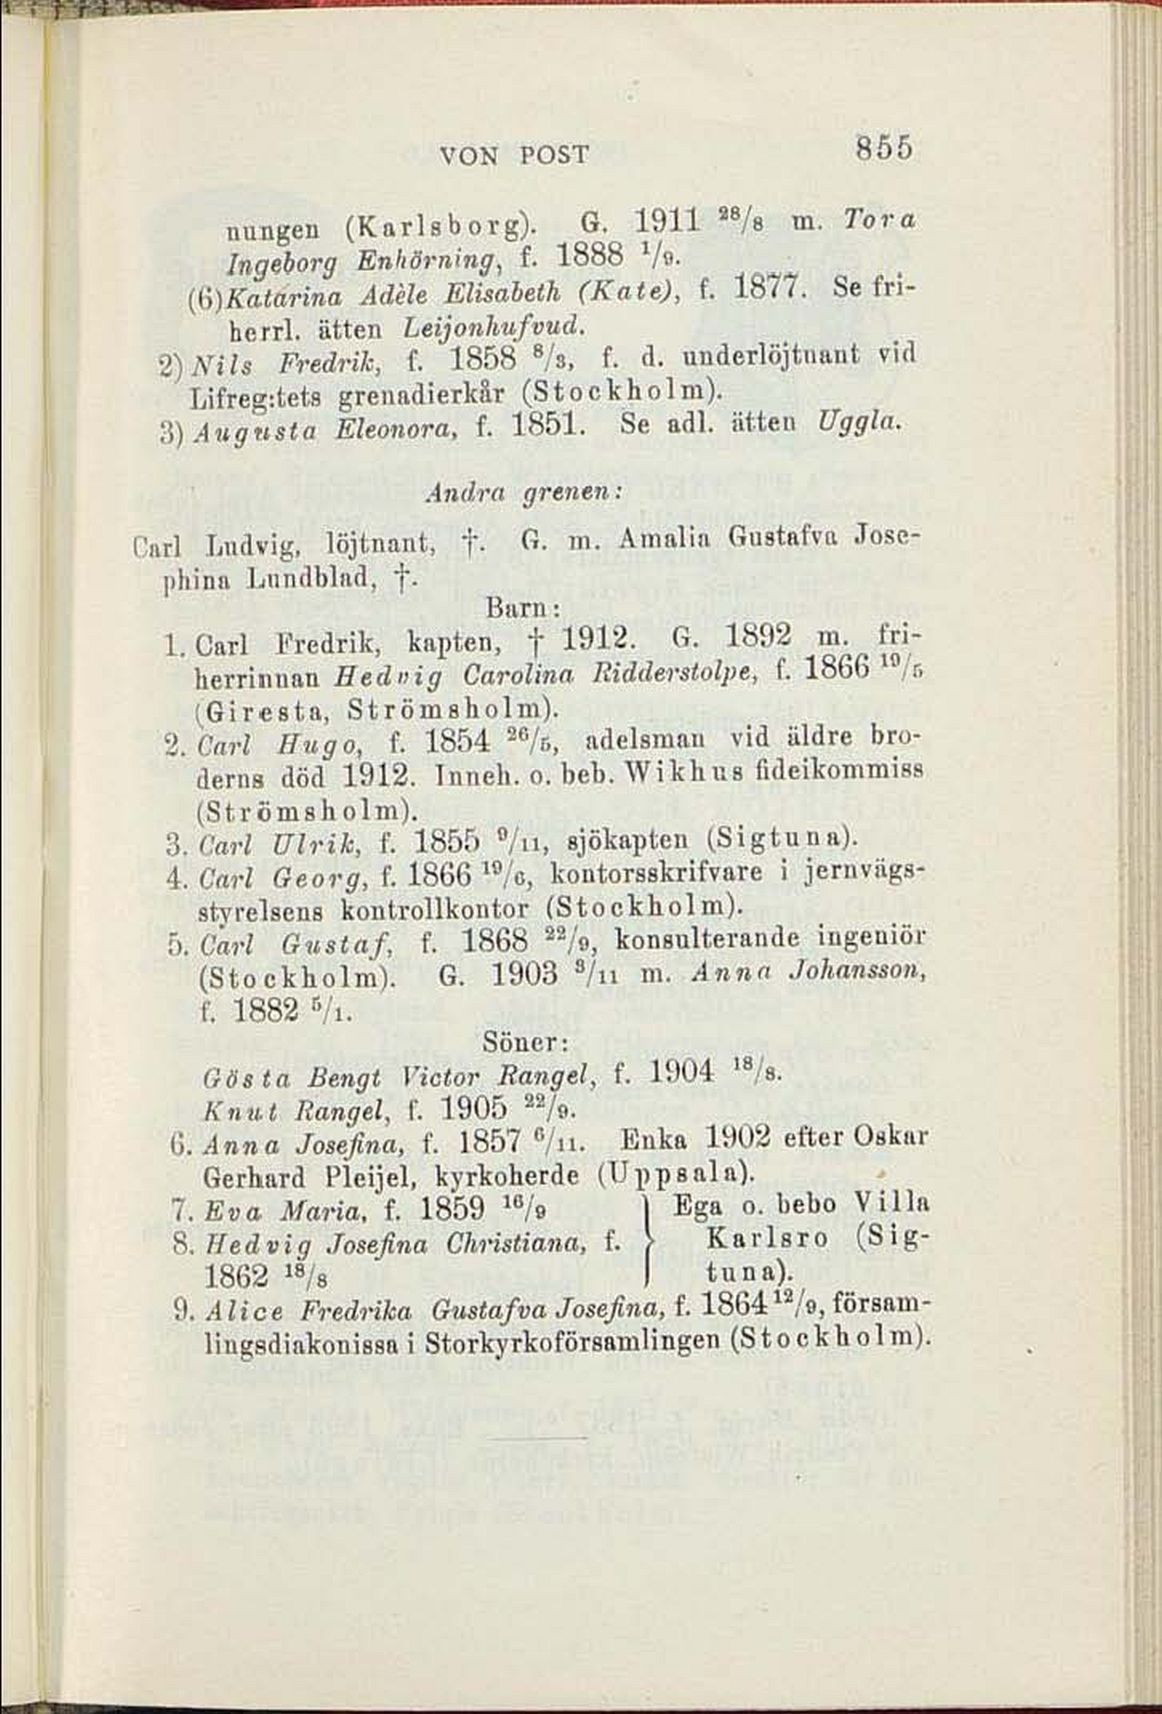 VON POST 855
nungen (Karlsborg). G. 1911 28/8 m. Tora
Ingeborg Enhörning, f. 1888 1/9.
(6) Katarina Adèle Elisabeth (Kate), f. 1877. Se fri-
herrl. ätten Leijonhufvud.
2) Nils Fredrik, f. 1858 8/3, f. d. underlöjtnant vid
Lifreg:tets grenadierkår (Stockholm).
3) Augusta Eleonora, f. 1851. Se adl. ätten Uggla.
Andra grenen:
Carl Ludvig, löjtnant, †. G. m. Amalia Gustafva Jose-
phina Lundblad, †.
Barn:
1. Carl Fredrik, kapten, † 1912. G. 1892 m. fri-
herrinnan Hedvig Carolina Ridderstolpe, f. 1866 19/5
(Giresta, Strömsholm).
2. Carl Hugo, f. 1854 26/5, adelsman vid äldre bro-
derns död 1912. Inneh. o. beb. Wikhus fideikommiss
(Strömsholm).
3. Carl Ulrik, f. 1855 9/11, sjökapten (Sigtuna).
4. Carl Georg, f. 1866 19/6, kontorsskrifvare i jernvägs-
styrelsens kontrollkontor (Stockholm).
5. Carl Gustaf, f. 1868 22/9, konsulterande ingeniör
(Stockholm). G. 1903 3/11 m. Anna Johansson,
f. 1882 5/1.
Söner:
Gösta Bengt Victor Rangel, f. 1904 18/8.
Knut Rangel, f. 1905 22/9.
6. Anna Josefina, f. 1857 6/11. Enka 1902 efter Oskar
Gerhard Pleijel, kyrkoherde (Uppsala).
7. Eva Maria, f. 1859 16/9 } Ega o. bebo Villa
8. Hedvig Josefina Christiana, f. Karlsro (Sig-
1862 18/8 tuna).
9. Alice Fredrika Gustafva Josefina, f. 1864 12/9, försam-
lingsdiakonissa i Storkyrkoförsamlingen (Stockholm).